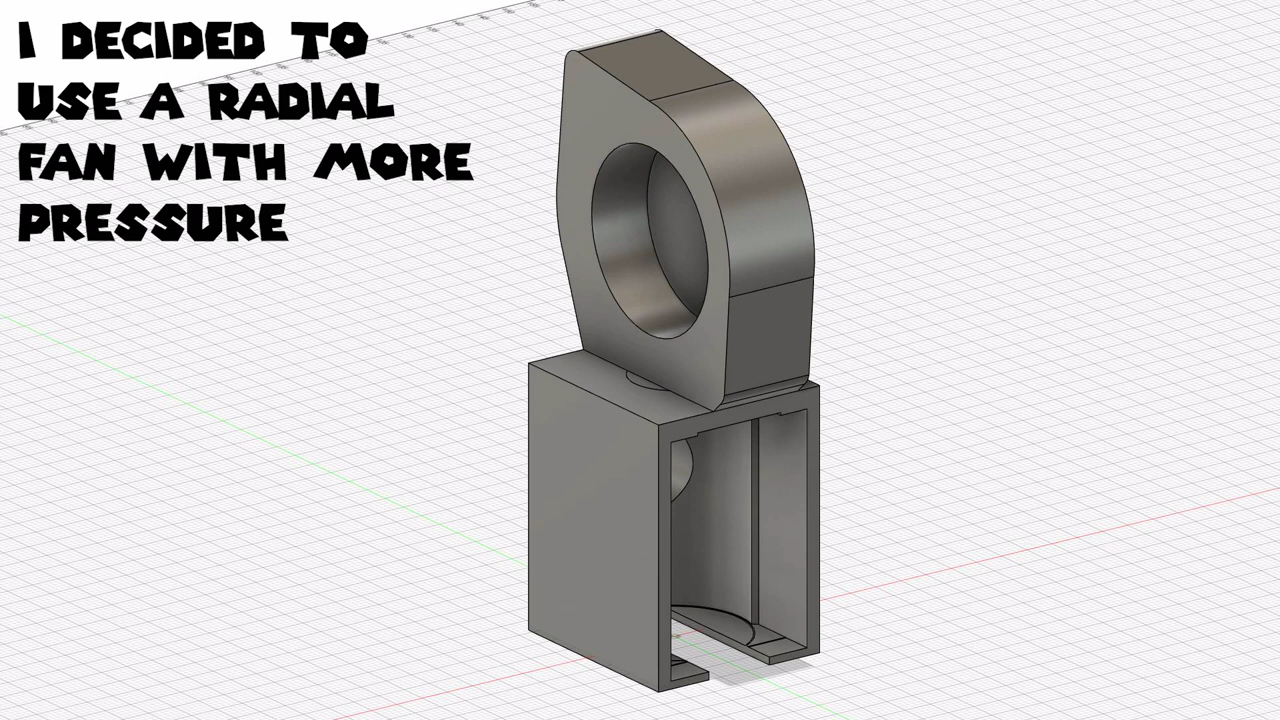 I DECIDED TO
USE A RADIAL
FAN WITH MORE
PRESSURE